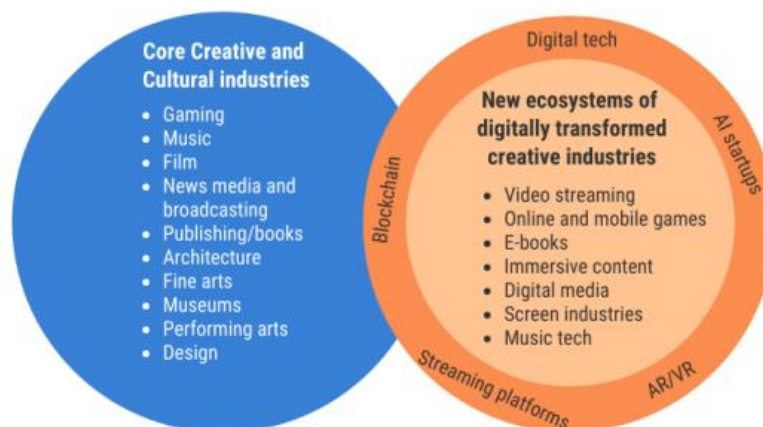 Core Creative and
Cultural industries
• Gaming
• Music
• Film
• News media and
broadcasting
• Publishing/books
• Architecture
• Fine arts
• Museums
• Performing arts
• Design
Digital tech
AI startups
Blockchain
Streaming platforms
AR/VR
New ecosystems of
digitally transformed
creative industries
• Video streaming
• Online and mobile games
• E-books
• Immersive content
• Digital media
• Screen industries
• Music tech